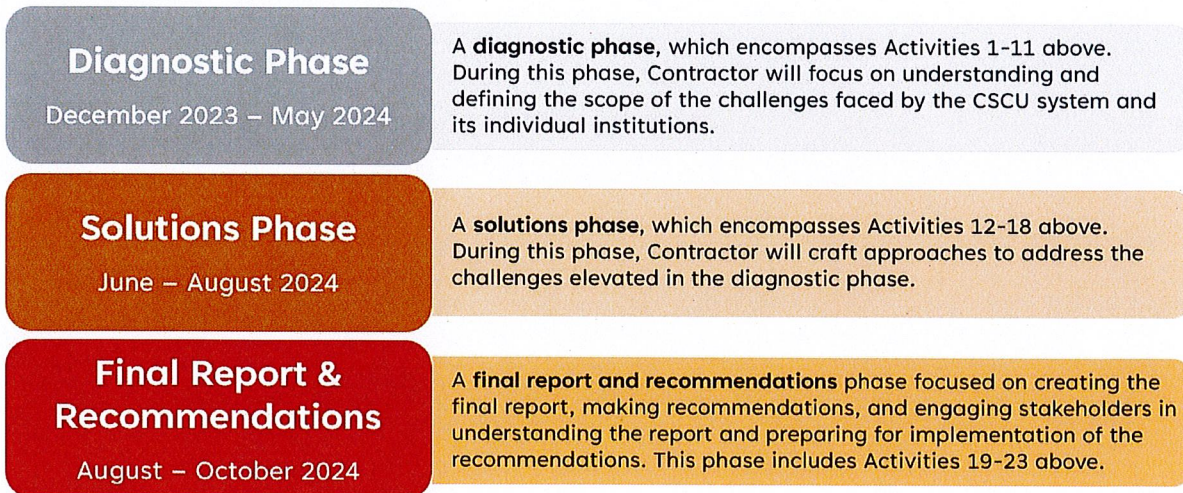 Diagnostic Phase
December 2023 – May 2024
A diagnostic phase, which encompasses Activities 1-11 above.
During this phase, Contractor will focus on understanding and
defining the scope of the challenges faced by the CSCU system and
its individual institutions.
Solutions Phase
June – August 2024
A solutions phase, which encompasses Activities 12-18 above.
During this phase, Contractor will craft approaches to address the
challenges elevated in the diagnostic phase.
Final Report &
Recommendations
August – October 2024
A final report and recommendations phase focused on creating the
final report, making recommendations, and engaging stakeholders in
understanding the report and preparing for implementation of the
recommendations. This phase includes Activities 19-23 above.